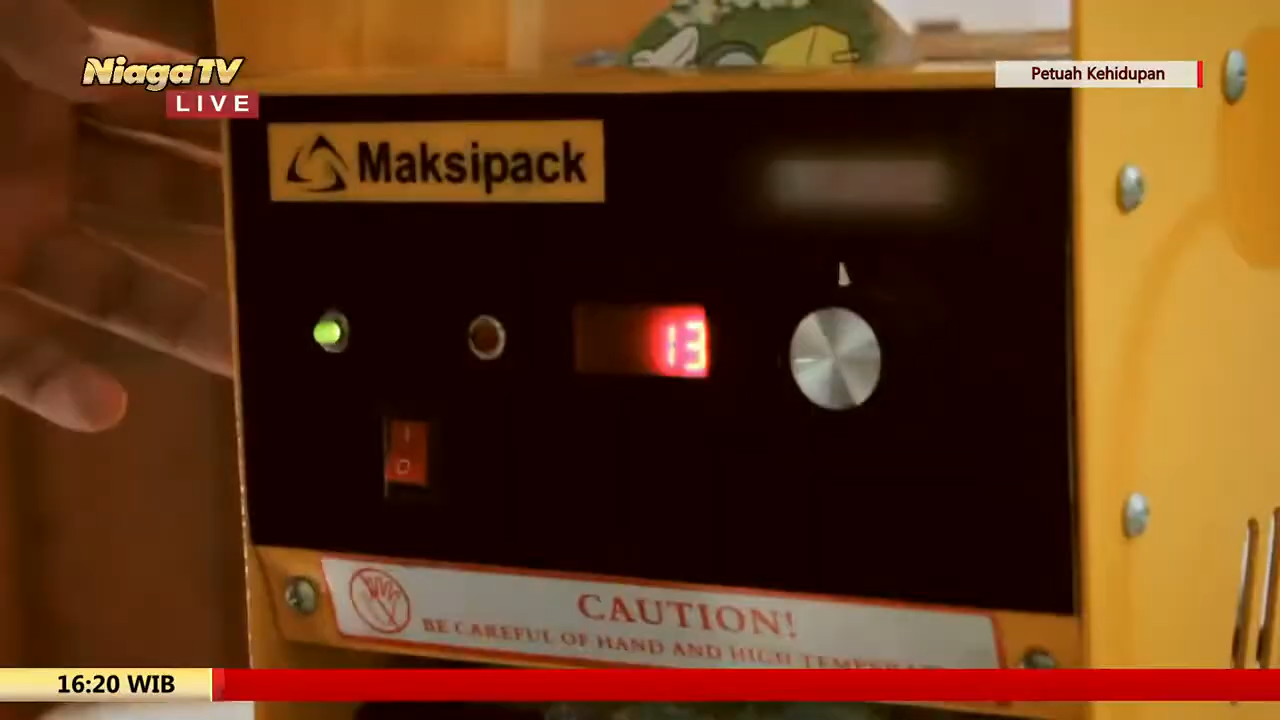 NiagaTV
LIVE
Petuah Kehidupan
Maksipack
13
I
O
CAUTION!
BE CAREFUL OF HAND AND HIGH
16:20 WIB